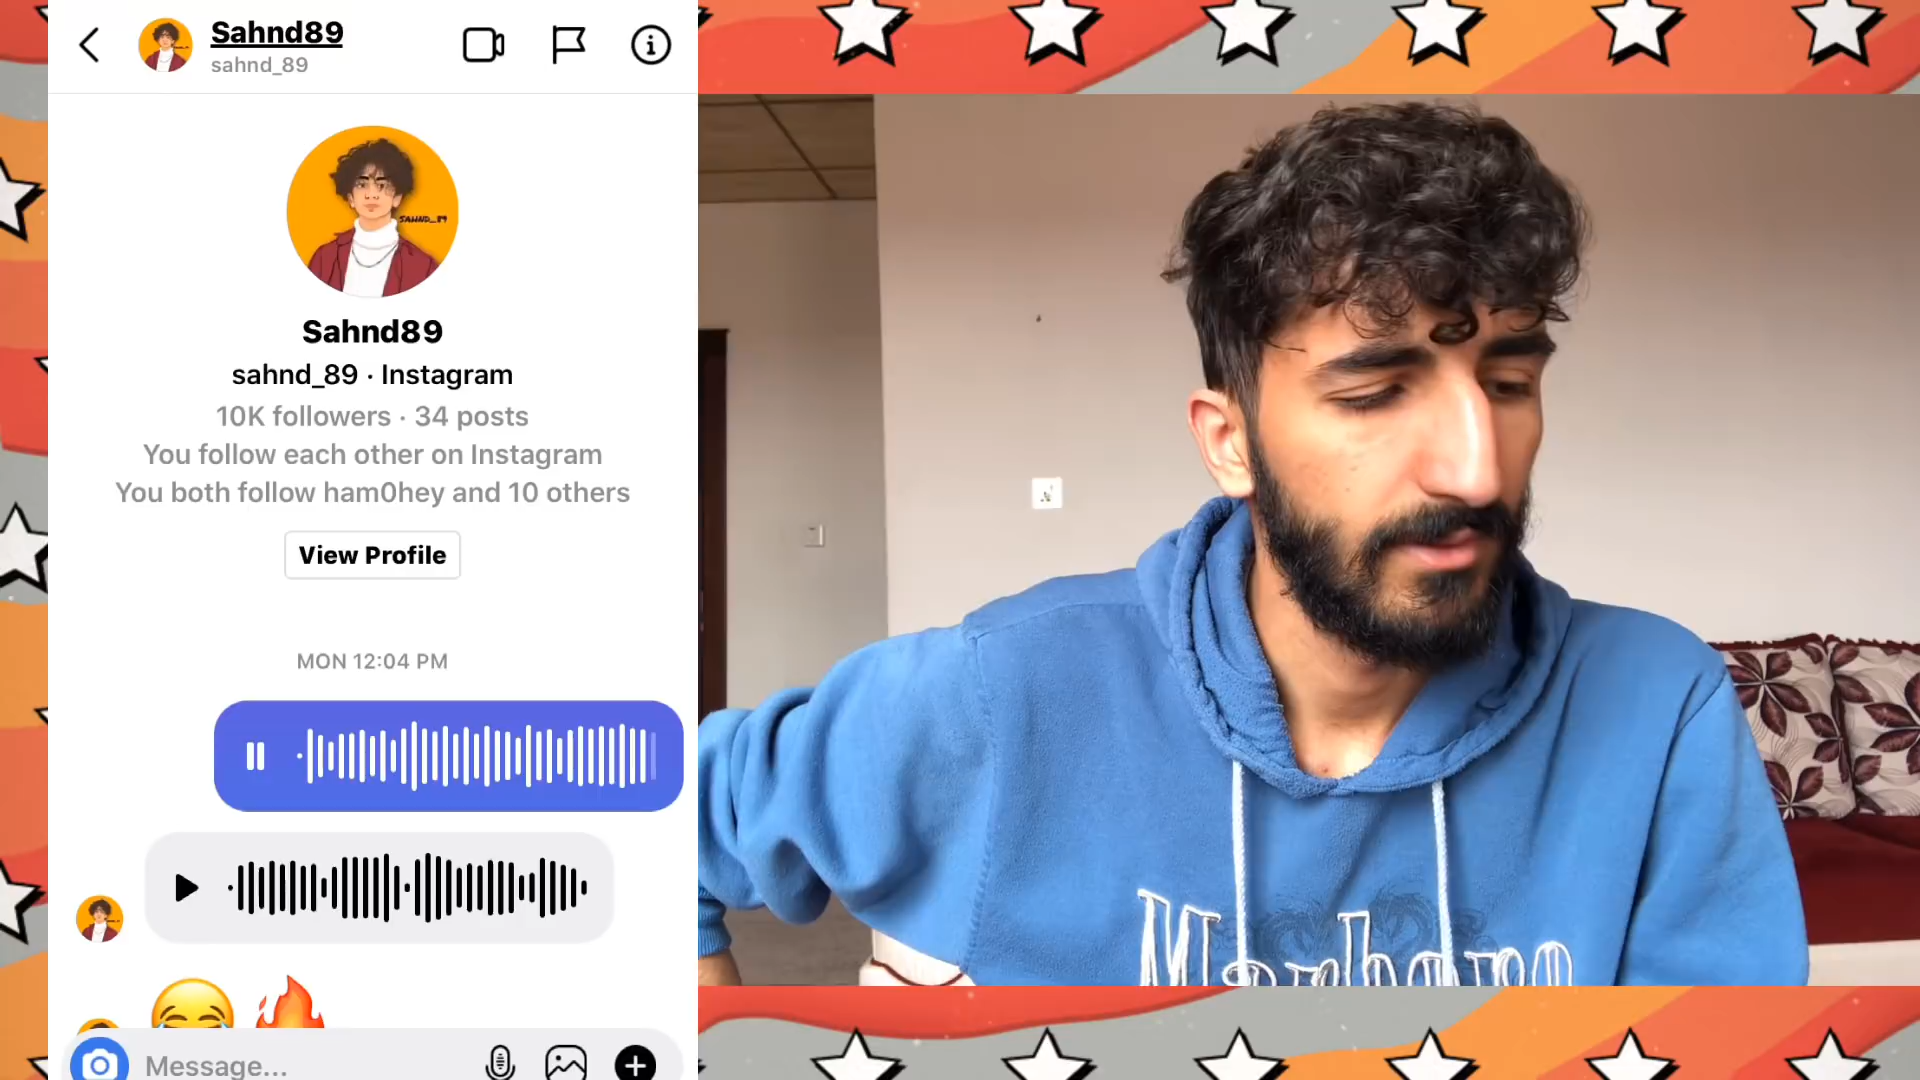 Sahnd89
sahnd_89
SAHND_89
Sahnd89
sahnd_89 · Instagram
10K followers · 34 posts
You follow each other on Instagram
You both follow ham0hey and 10 others
View Profile
MON 12:04 PM
Message...